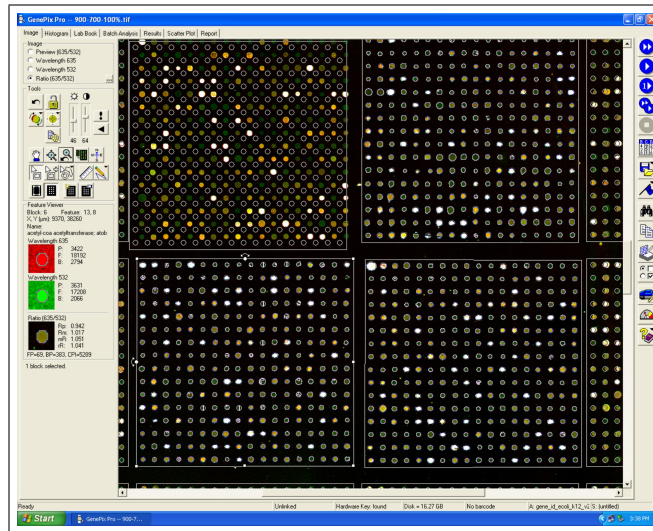 GenePix Pro -- 900-700-100%.tif
Image Histogram Lab Book Batch Analysis Results Scatter Plot Report
Image
Preview (635/532)
Wavelength 635
Wavelength 532
Ratio (635/532)
Tools
46 64
Feature Viewer
Block: 6 Feature: 13, 8
X, Y (µm): 9370, 38260
Name:
acetyl-coa acetyltransferase; atob
Wavelength 635
P: 3422
F: 18192
B: 2794
Wavelength 532
P: 3631
F: 17208
B: 2066
Ratio (635/532)
Rp: 0.942
Rm: 1.017
mR: 1.051
rR: 1.041
FP=69, BP=383, CPI=5289
1 block selected.
Ready Unlinked Hardware Key: found Disk = 16.27 GB No barcode A: gene_id_ecoli_k12_v2 S: (untitled)
Start GenePix Pro -- 900-7... 5:38 PM